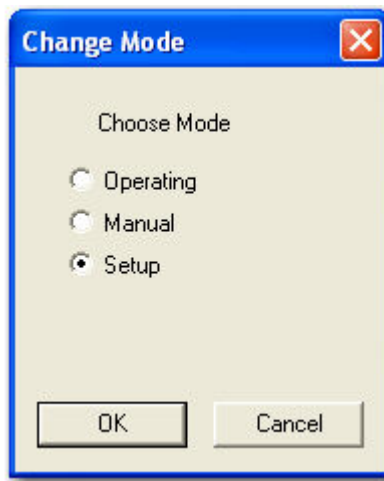 Change Mode
Choose Mode
Operating
Manual
Setup
OK Cancel